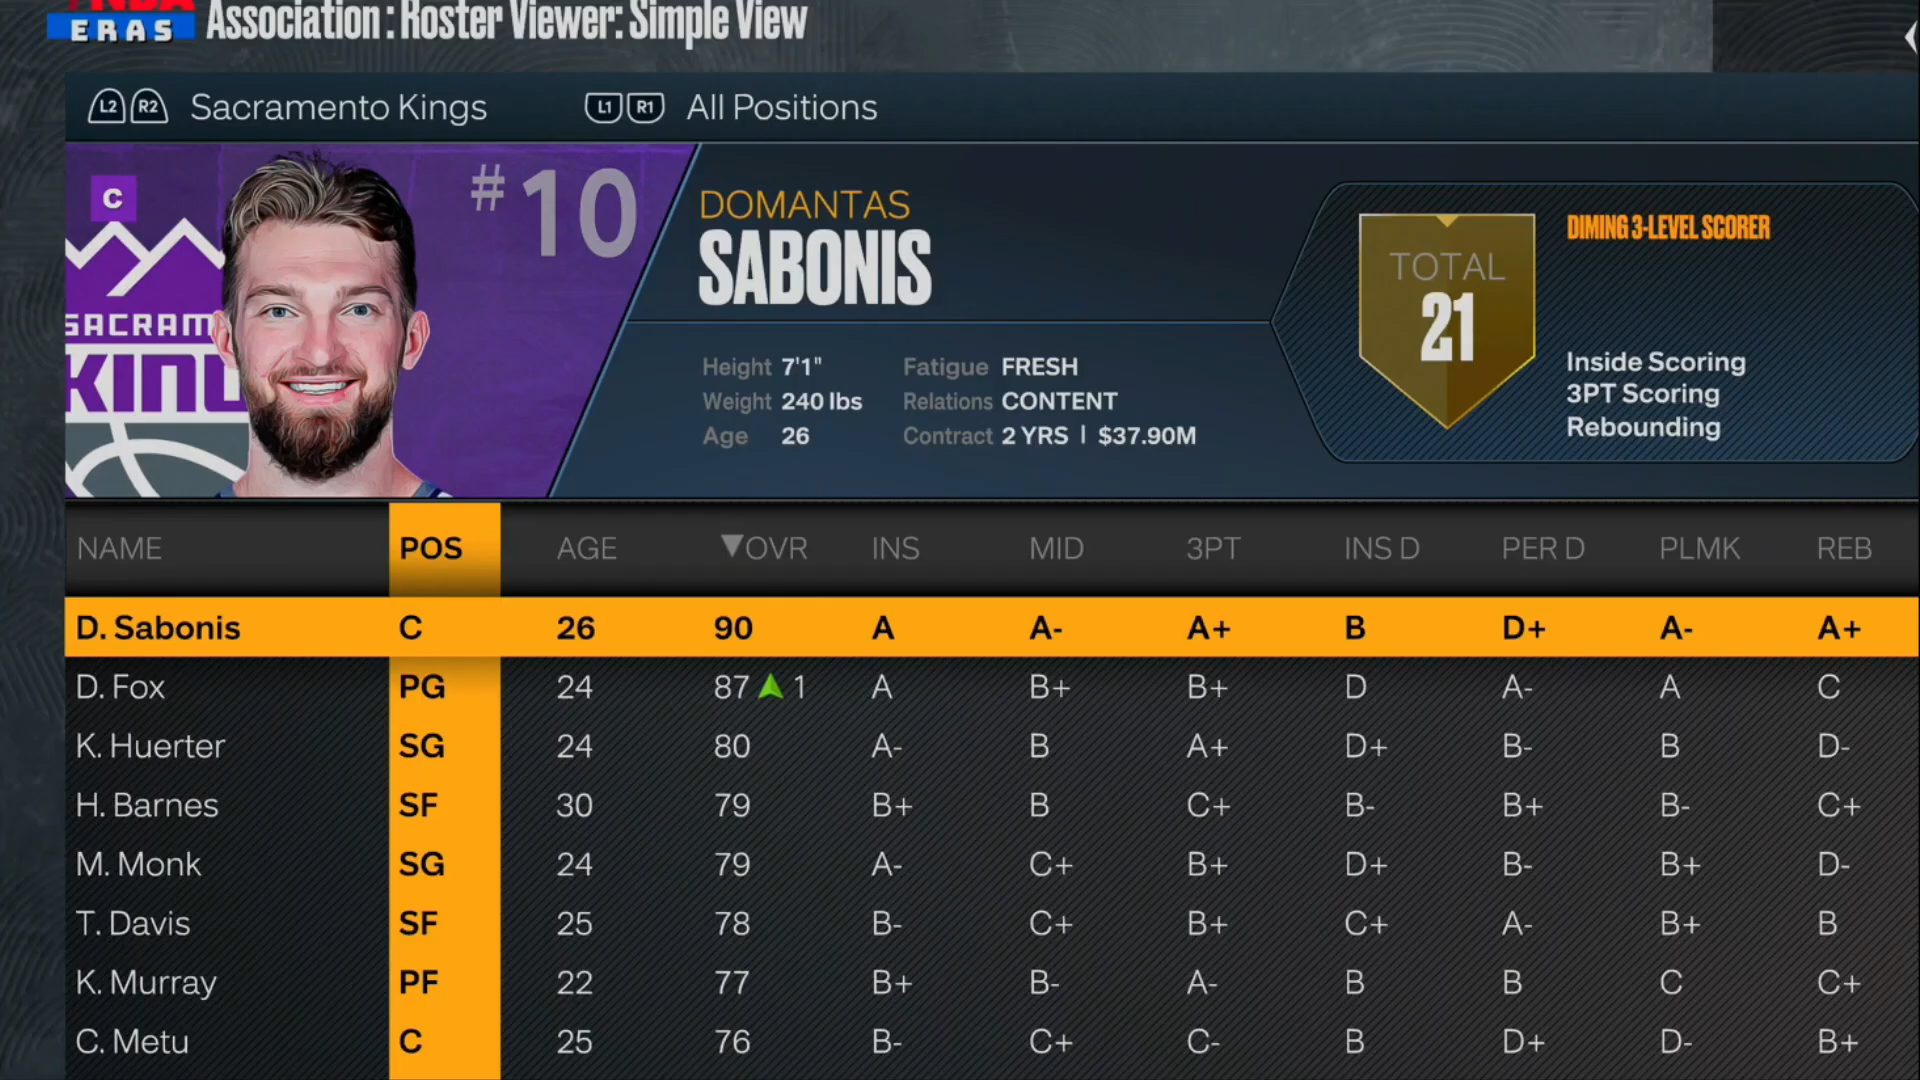 NBA
ERAS
Association : Roster Viewer: Simple View
L2 R2 Sacramento Kings L1 R1 All Positions
C
#10
SACRAM
KING
DOMANTAS
SABONIS
Height 7'1" Fatigue FRESH
Weight 240 lbs Relations CONTENT
Age 26 Contract 2 YRS | $37.90M
TOTAL
21
DIMING 3-LEVEL SCORER
Inside Scoring
3PT Scoring
Rebounding
NAME POS AGE ▼OVR INS MID 3PT INS D PER D PLMK REB
D. Sabonis C 26 90 A A- A+ B D+ A- A+
D. Fox PG 24 87 ▲ 1 A B+ B+ D A- A C
K. Huerter SG 24 80 A- B A+ D+ B- B D-
H. Barnes SF 30 79 B+ B C+ B- B+ B- C+
M. Monk SG 24 79 A- C+ B+ D+ B- B+ D-
T. Davis SF 25 78 B- C+ B+ C+ A- B+ B
K. Murray PF 22 77 B+ B- A- B B C C+
C. Metu C 25 76 B- C+ C- B D+ D- B+